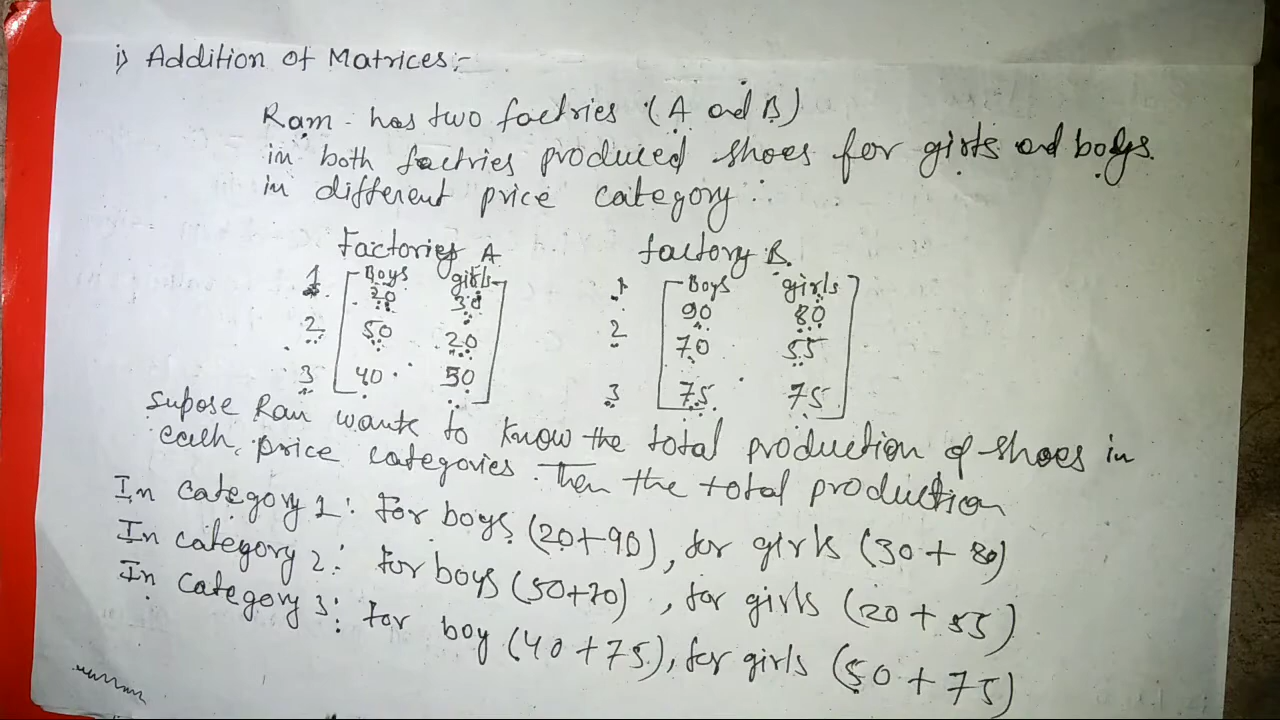 i) Addition of Matrices:-
Ram has two factries (A and B)
in both factries produced shoes for girls and boys.
in different price category:
Factories A factory B.
Boys girls Boys girls
1 20 30 1 90 80
2 50 20 2 70 55
3 40 50 3 75 75
Supose Ram wants to know the total production of shoes in
each price categories. Then the total production
In category 1: For boys (20+90), for girls (30+80)
In category 2: For boys (50+70), for girls (20+55)
In category 3: For boy (40+75), for girls (50+75)